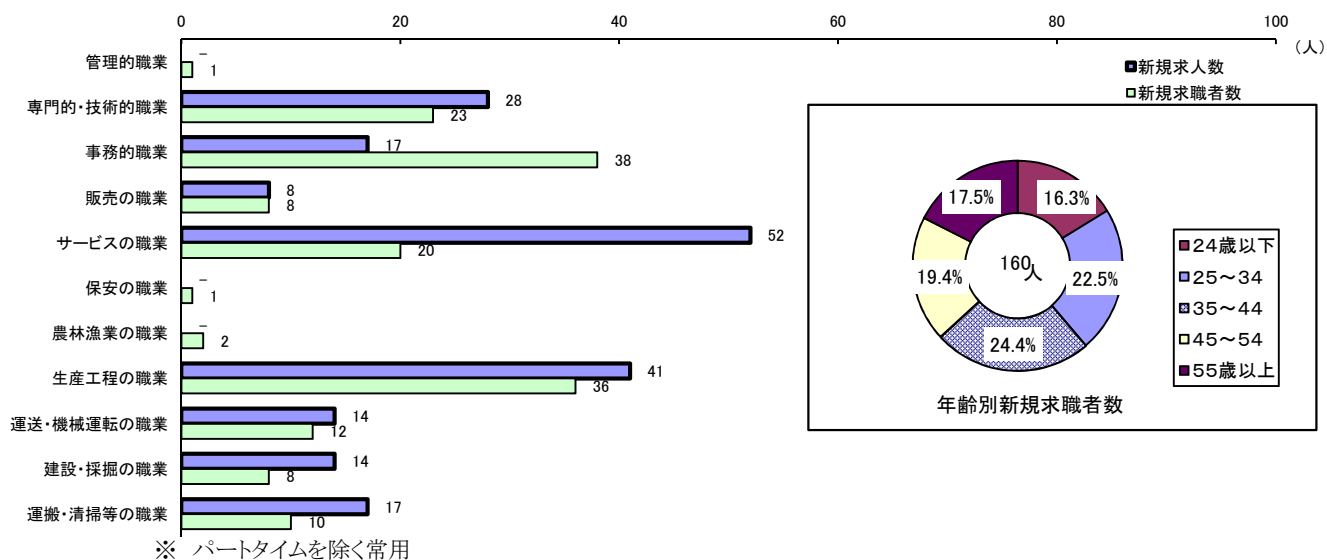 0 20 40 60 80 100
(人)
新規求人数
新規求職者数
管理的職業 － 1
専門的・技術的職業 28 23
事務的職業 17 38
販売の職業 8 8
サービスの職業 52 20
保安の職業 － 1
農林漁業の職業 － 2
生産工程の職業 41 36
運送・機械運転の職業 14 12
建設・採掘の職業 14 8
運搬・清掃等の職業 17 10
※ パートタイムを除く常用
17.5% 16.3%
19.4% 160人 22.5%
24.4%
年齢別新規求職者数
24歳以下
25～34
35～44
45～54
55歳以上